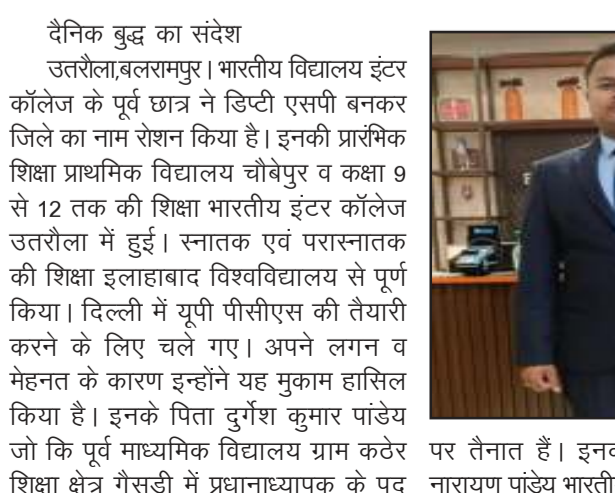 दैनिक बुद्ध का संदेश
उतरौला,बलरामपुर। भारतीय विद्यालय इंटर
कॉलेज के पूर्व छात्र ने डिप्टी एसपी बनकर
जिले का नाम रोशन किया है। इनकी प्रारंभिक
शिक्षा प्राथमिक विद्यालय चौबेपुर व कक्षा 9
से 12 तक की शिक्षा भारतीय इंटर कॉलेज
उतरौला में हुई। स्नातक एवं परास्नातक
की शिक्षा इलाहाबाद विश्वविद्यालय से पूर्ण
किया। दिल्ली में यूपी पीसीएस की तैयारी
करने के लिए चले गए। अपने लगन व
मेहनत के कारण इन्होंने यह मुकाम हासिल
किया है। इनके पिता दुर्गेश कुमार पांडेय
जो कि पूर्व माध्यमिक विद्यालय ग्राम कठेर
शिक्षा क्षेत्र गैसड़ी में प्रधानाध्यापक के पद
पर तैनात हैं।
नारायण पांडेय